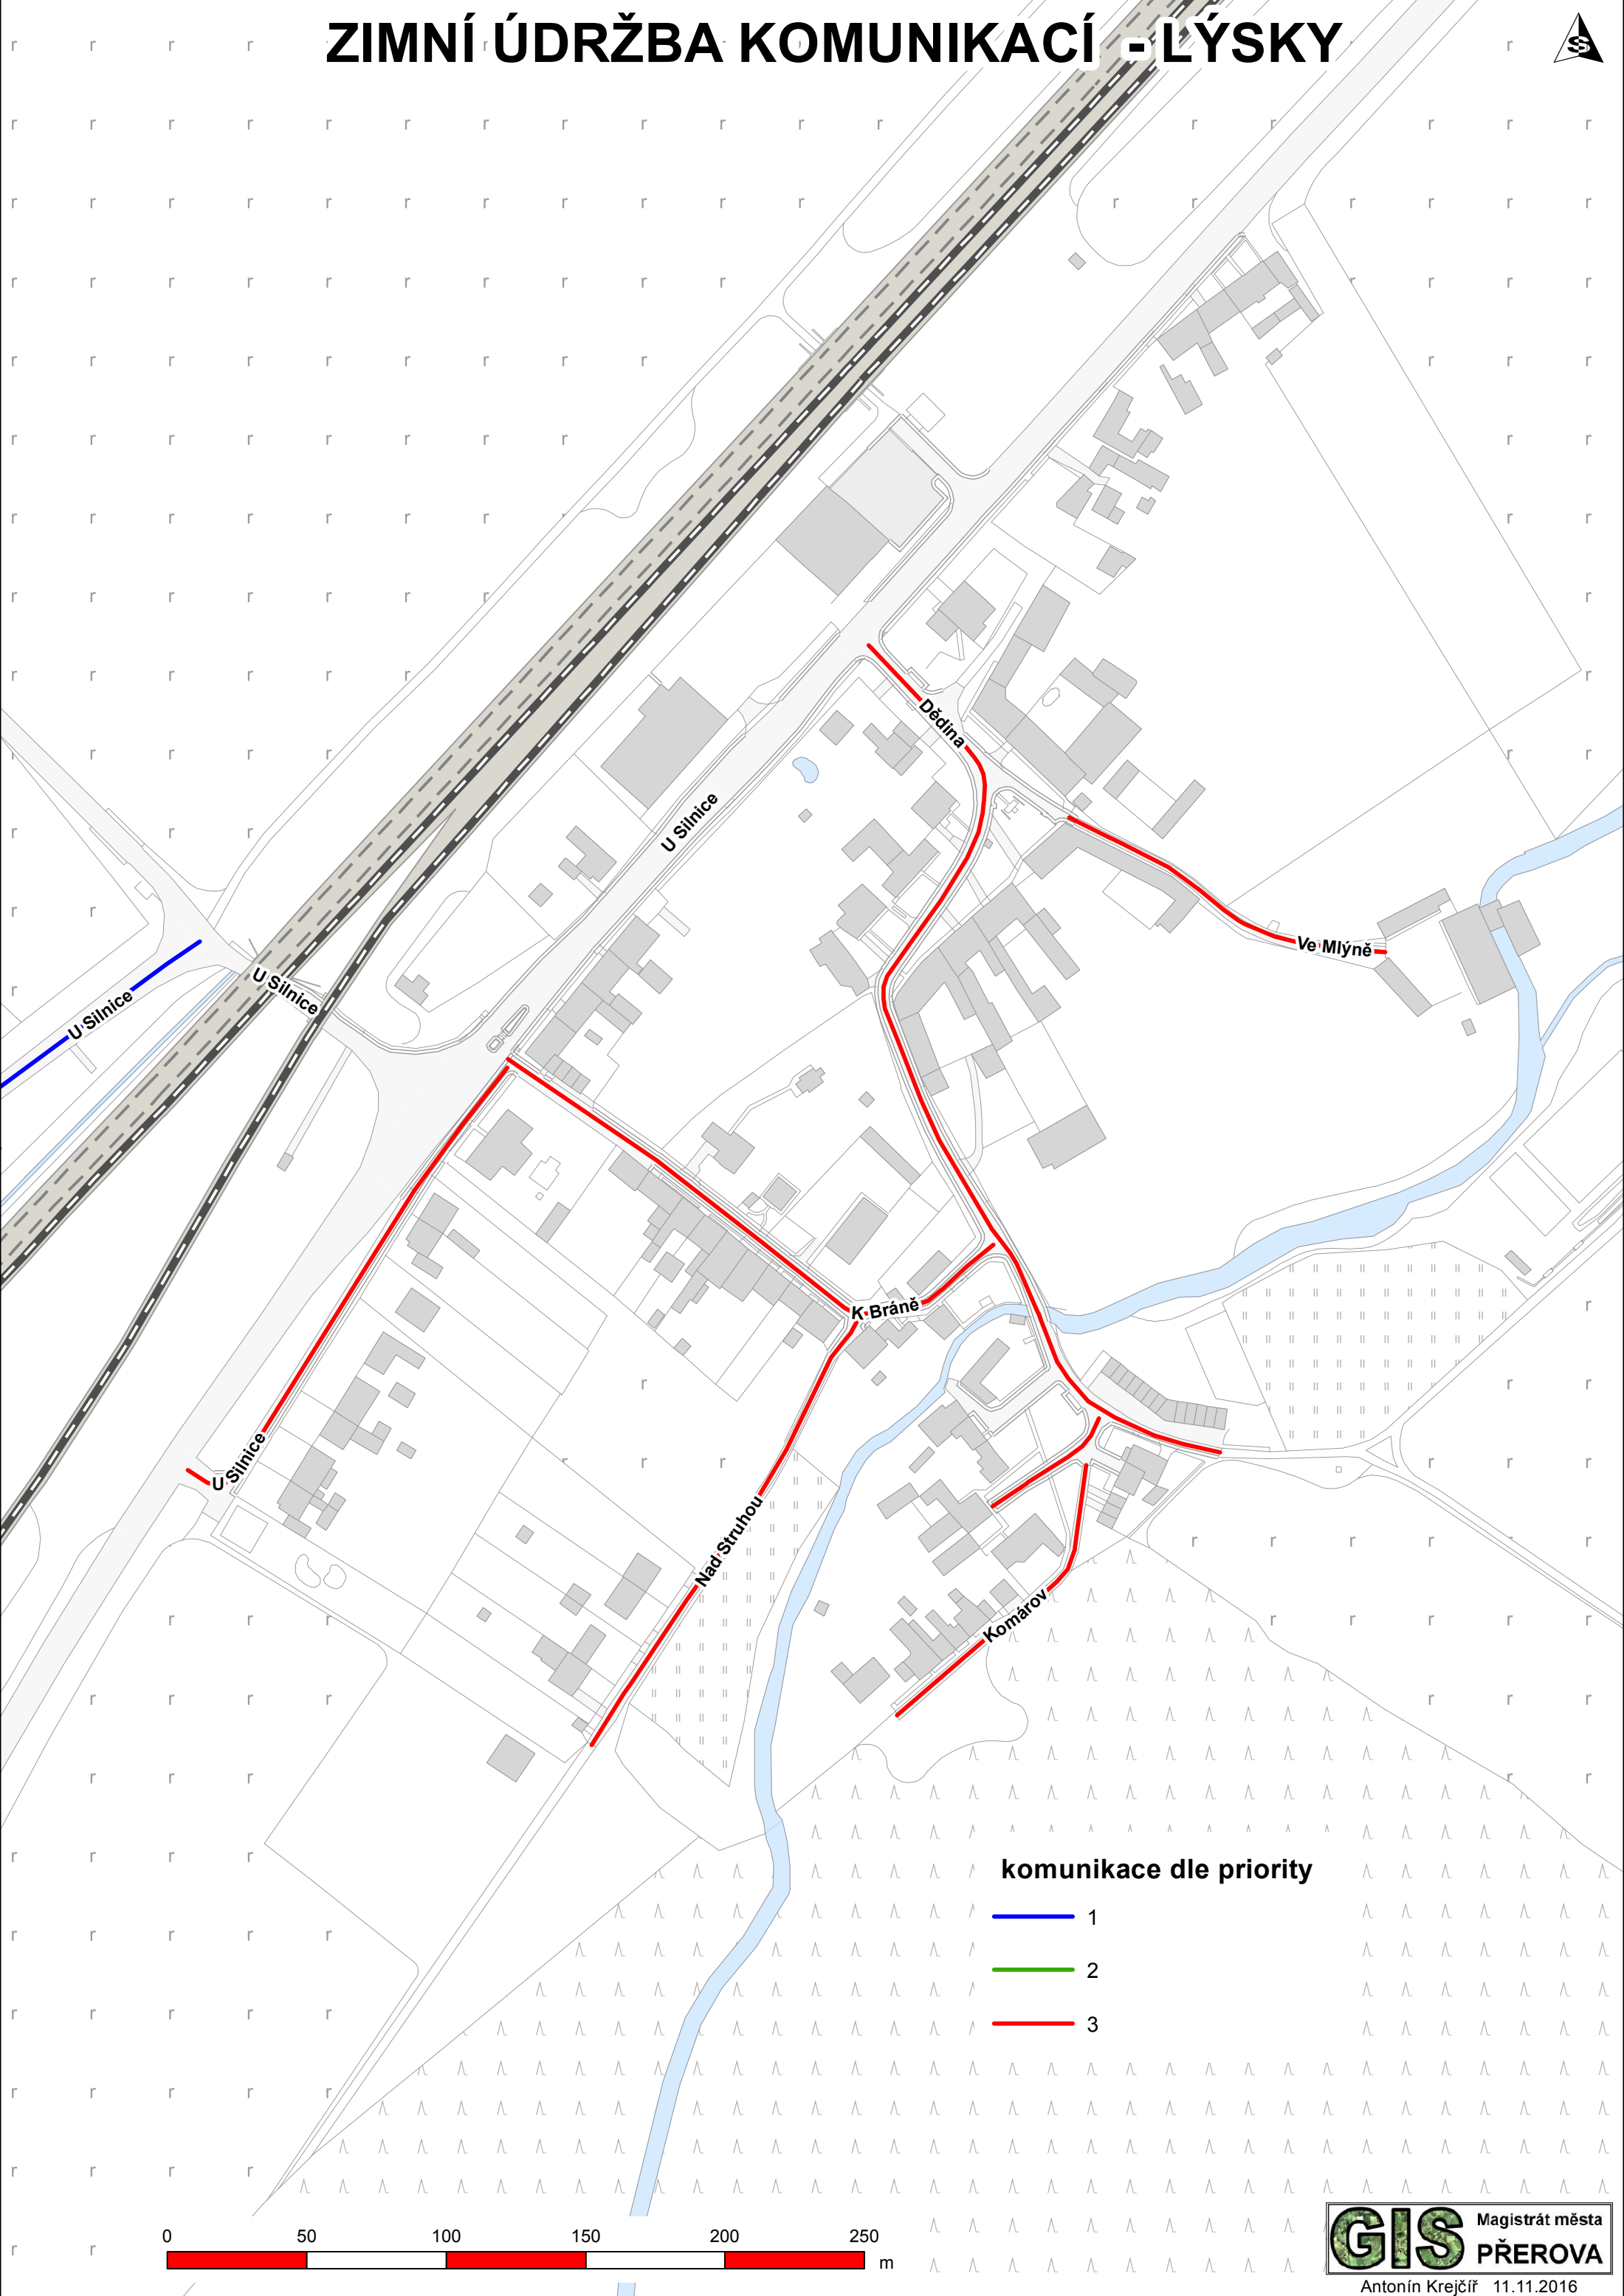 ZIMNÍ ÚDRŽBA KOMUNIKACÍ - LÝSKY
S
Dědina
U Silnice
Ve Mlýně
U Silnice
U Silnice
K Bráně
U Silnice
Nad Struhou
Komárov
komunikace dle priority
1
2
3
0 50 100 150 200 250
m
GIS
Magistrát města
PŘEROVA
Antonín Krejčíř 11.11.2016